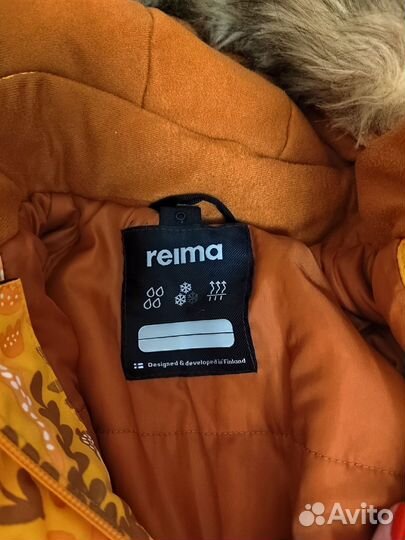 reima
Designed & developed in Finland
Avito